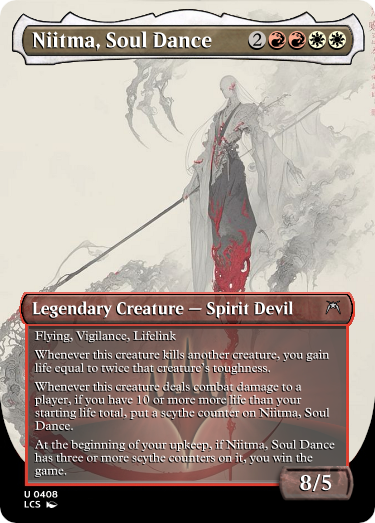 Niitma, Soul Dance 2
Legendary Creature — Spirit Devil
Flying, Vigilance, Lifelink
Whenever this creature kills another creature, you gain
life equal to twice that creature's toughness.
Whenever this creature deals combat damage to a
player, if you have 10 or more more life than your
starting life total, put a scythe counter on Niitma, Soul
Dance.
At the beginning of your upkeep, if Niitma, Soul Dance
has three or more scythe counters on it, you win the
game.
8/5
U 0408
LCS